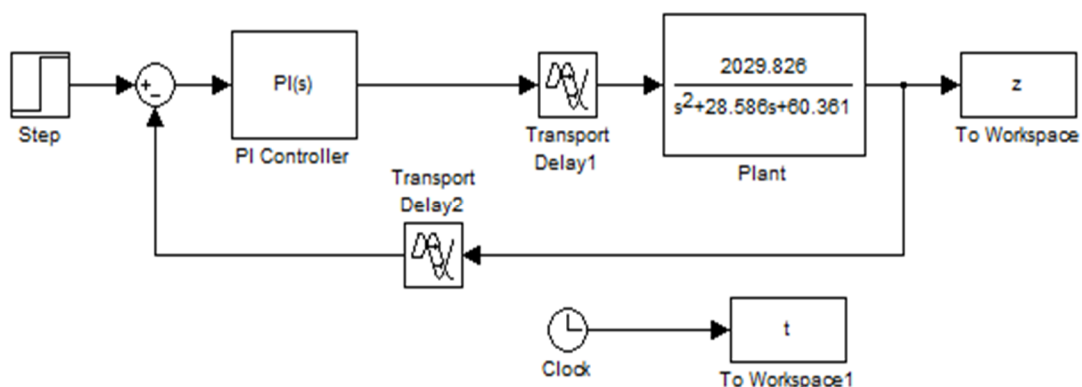 Step
+
−
PI(s)
PI Controller
Transport
Delay1
2029.826
s²+28.586s+60.361
Plant
z
To Workspace
Transport
Delay2
Clock
t
To Workspace1